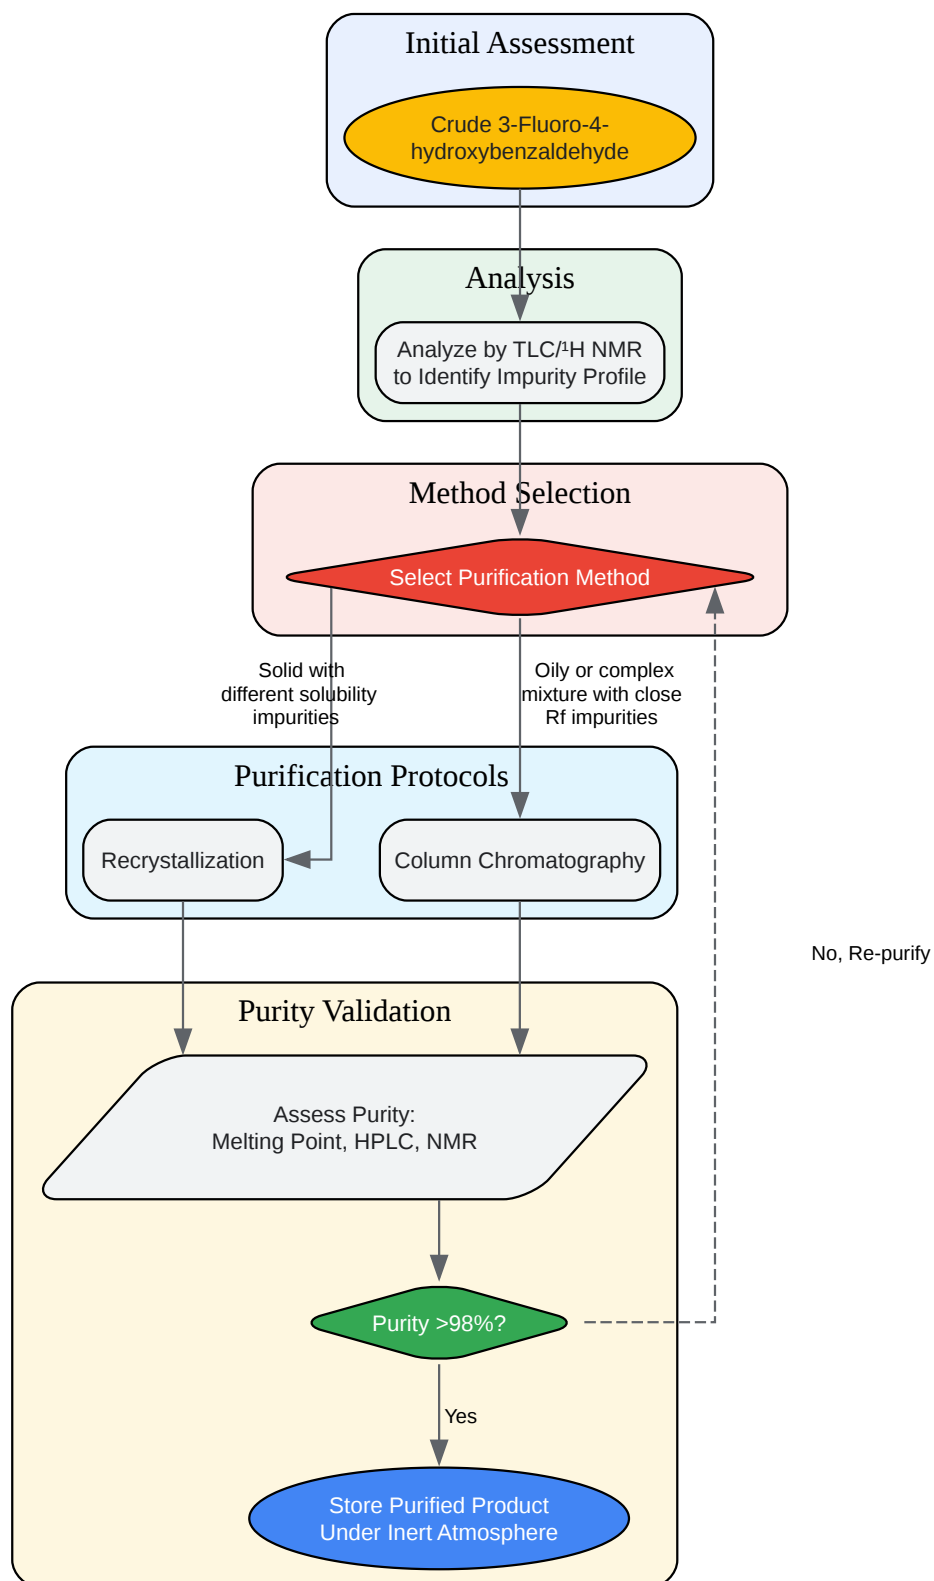 Initial Assessment
Crude 3-Fluoro-4-
hydroxybenzaldehyde
Analysis
Analyze by TLC/¹H NMR
to Identify Impurity Profile
Method Selection
Select Purification Method
Solid with
different solubility
impurities
Oily or complex
mixture with close
Rf impurities
Purification Protocols
Recrystallization
Column Chromatography
No, Re-purify
Purity Validation
Assess Purity:
Melting Point, HPLC, NMR
Purity >98%?
Yes
Store Purified Product
Under Inert Atmosphere